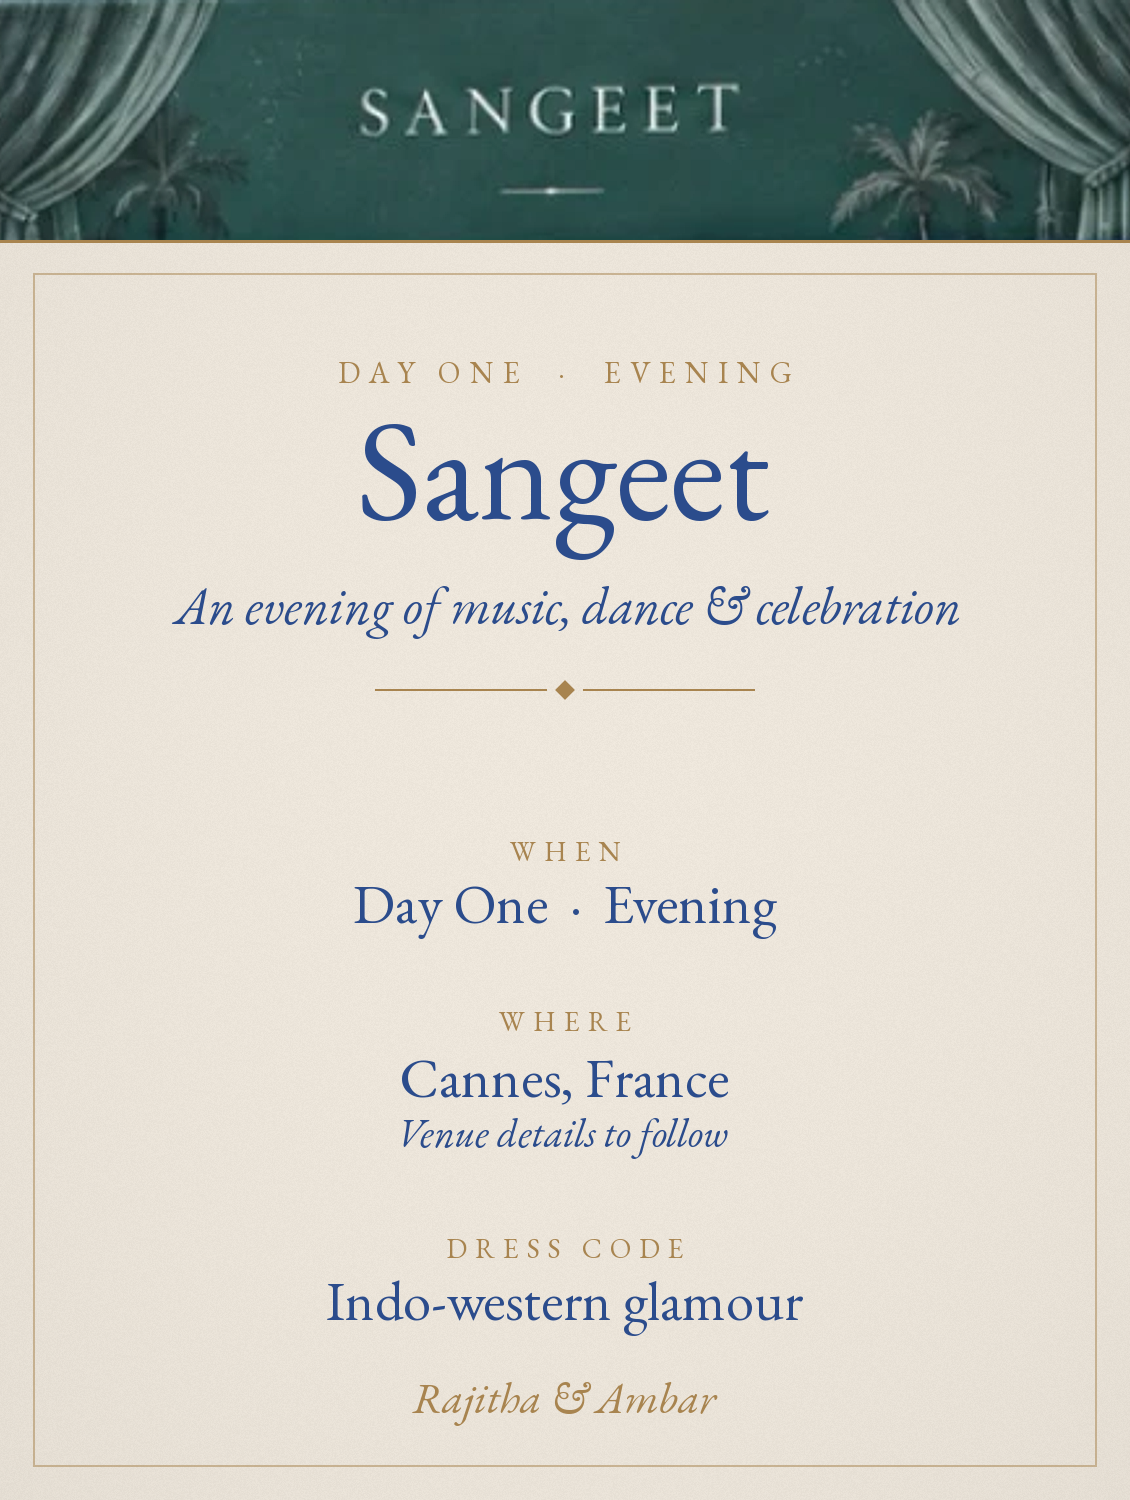 SANGEET
DAY ONE · EVENING
Sangeet
An evening of music, dance & celebration
WHEN
Day One · Evening
WHERE
Cannes, France
Venue details to follow
DRESS CODE
Indo-western glamour
Rajitha & Ambar